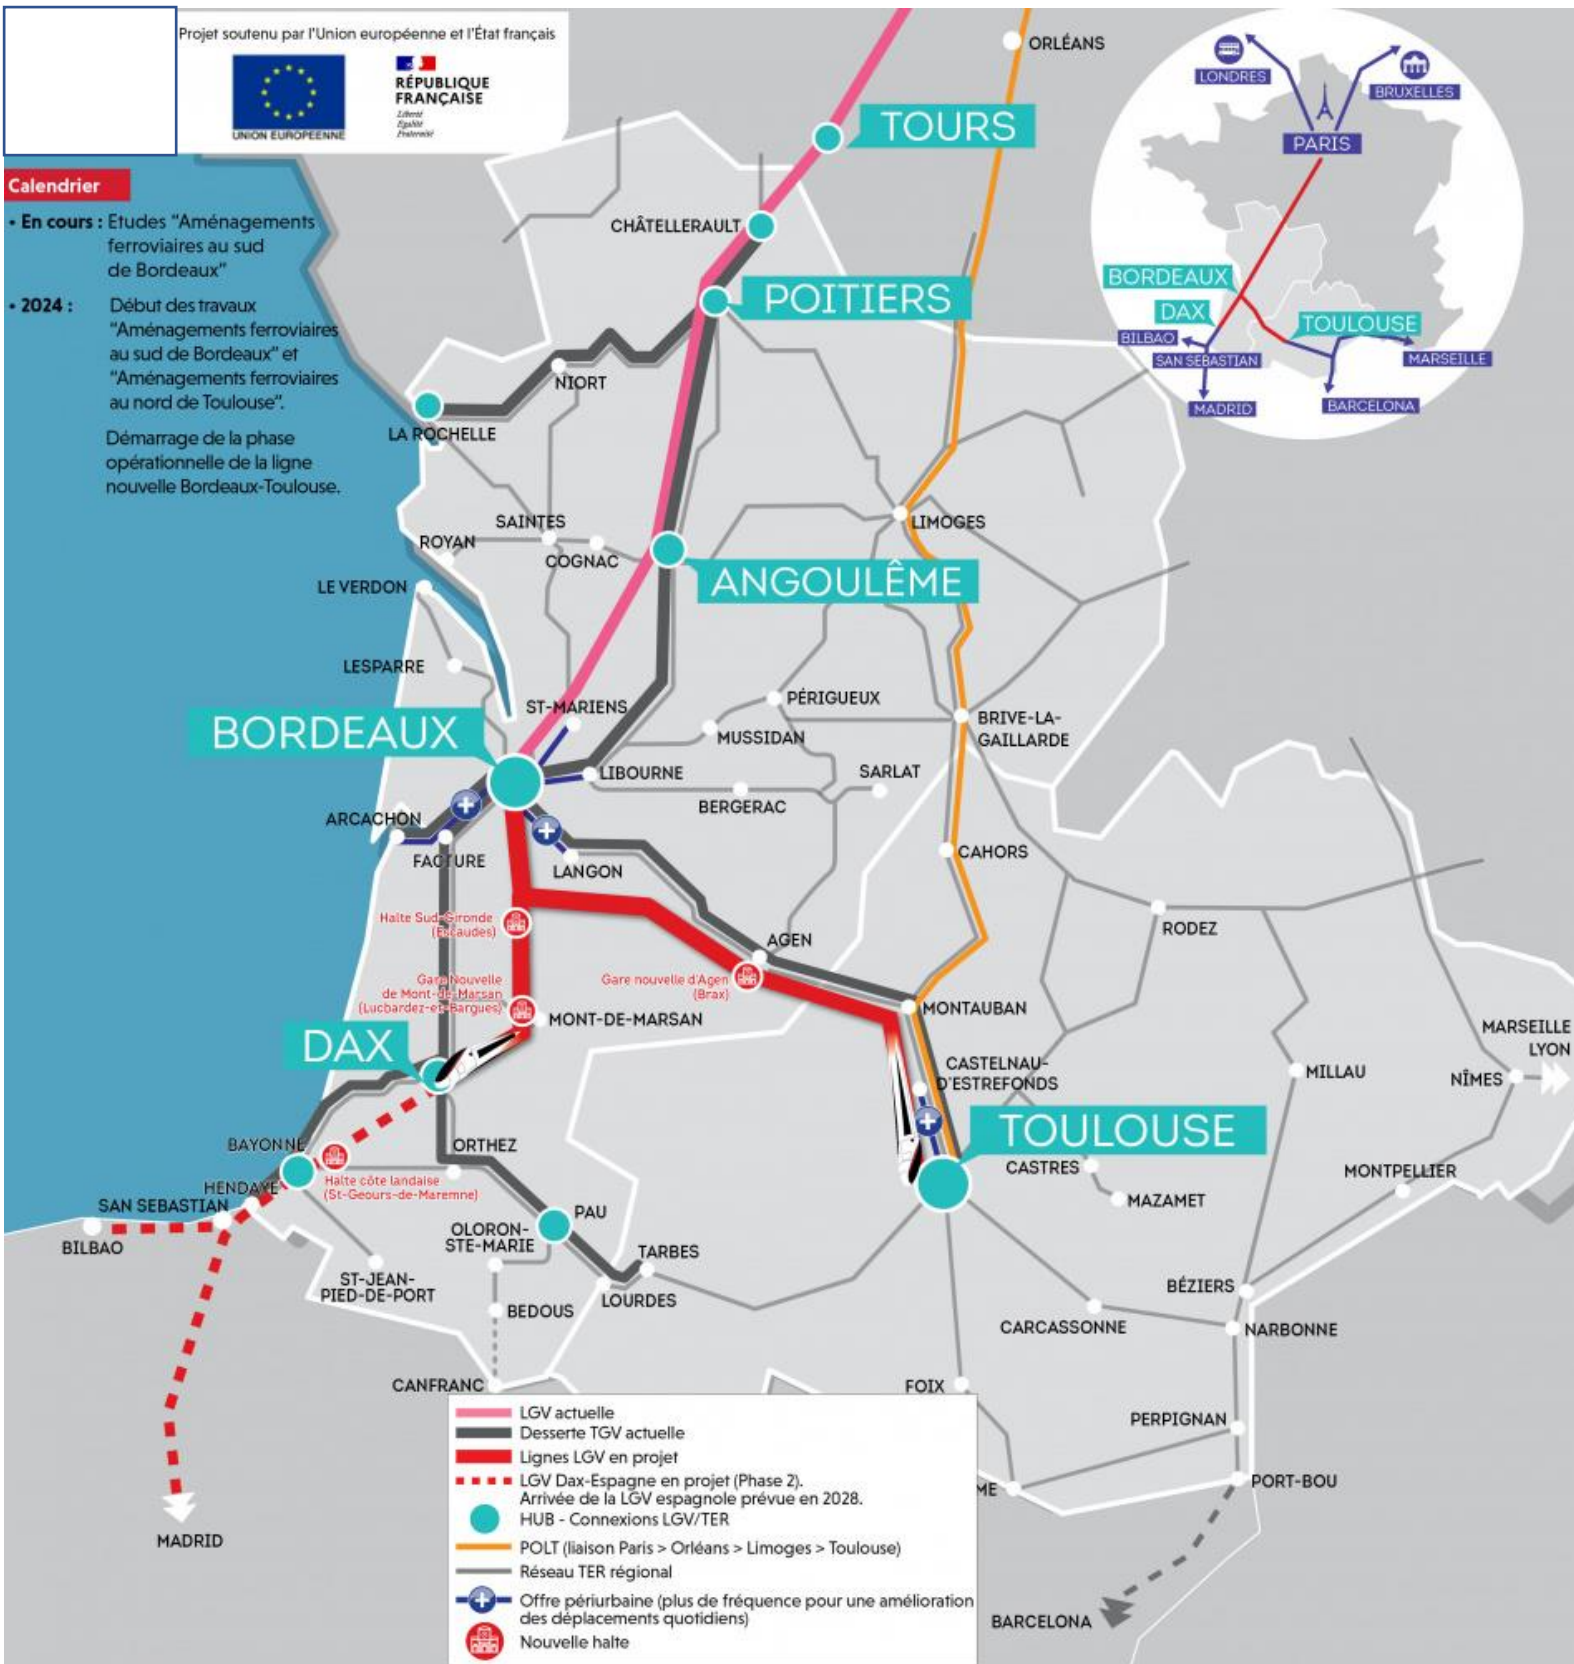 Projet soutenu par l'Union européenne et l'État français
UNION EUROPEENNE
RÉPUBLIQUE
FRANÇAISE
Liberté
Égalité
Fraternité
Calendrier
• En cours : Etudes "Aménagements
ferroviaires au sud
de Bordeaux"
• 2024 : Début des travaux
"Aménagements ferroviaires
au sud de Bordeaux" et
"Aménagements ferroviaires
au nord de Toulouse".
Démarrage de la phase
opérationnelle de la ligne
nouvelle Bordeaux-Toulouse.
LONDRES
BRUXELLES
PARIS
BORDEAUX
DAX
TOULOUSE
BILBAO
SAN SEBASTIAN
MARSEILLE
MADRID
BARCELONA
ORLÉANS
TOURS
CHÂTELLERAULT
POITIERS
NIORT
LA ROCHELLE
SAINTES
ROYAN
COGNAC
LIMOGES
ANGOULÊME
LE VERDON
LESPARRE
ST-MARIENS
PÉRIGUEUX
MUSSIDAN
BRIVE-LA-
GAILLARDE
BORDEAUX
LIBOURNE
SARLAT
BERGERAC
ARCACHON
FACTURE
LANGON
CAHORS
Halte Sud-Gironde
(Escaudes)
AGEN
RODEZ
Gare Nouvelle
de Mont-de-Marsan
(Lucbardez-et-Bargues)
Gare nouvelle d'Agen
(Brax)
MONT-DE-MARSAN
MONTAUBAN
MARSEILLE
LYON
DAX
CASTELNAU-
D'ESTREFONDS
MILLAU
NÎMES
TOULOUSE
BAYONNE
ORTHEZ
CASTRES
MONTPELLIER
Halte côte landaise
(St-Geours-de-Maremne)
HENDAYE
SAN SEBASTIAN
MAZAMET
BILBAO
PAU
OLORON-
STE-MARIE
TARBES
ST-JEAN-
PIED-DE-PORT
LOURDES
BEDOUS
BÉZIERS
CARCASSONNE
NARBONNE
CANFRANC
FOIX
PERPIGNAN
ME
PORT-BOU
MADRID
BARCELONA
LGV actuelle
Desserte TGV actuelle
Lignes LGV en projet
LGV Dax-Espagne en projet (Phase 2).
Arrivée de la LGV espagnole prévue en 2028.
HUB - Connexions LGV/TER
POLT (liaison Paris > Orléans > Limoges > Toulouse)
Réseau TER régional
Offre périurbaine (plus de fréquence pour une amélioration
des déplacements quotidiens)
Nouvelle halte